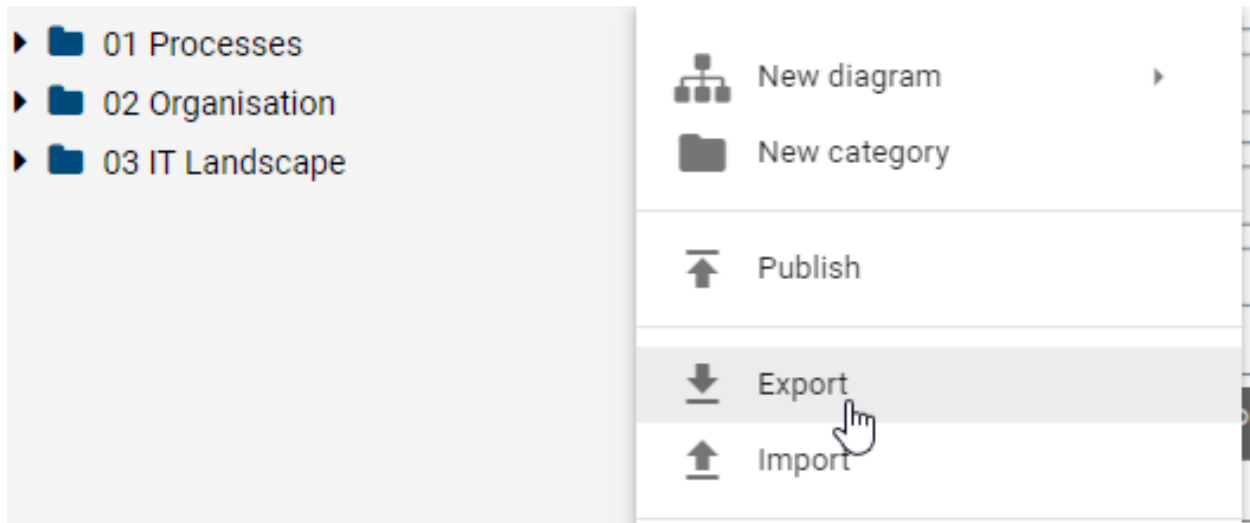 01 Processes
02 Organisation
03 IT Landscape
New diagram
New category
Publish
Export
Import